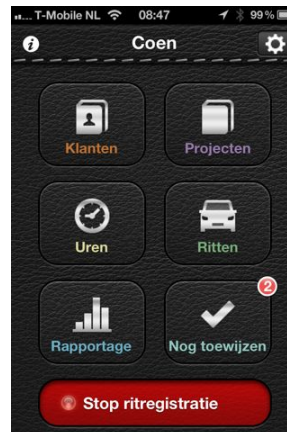 ... T-Mobile NL 08:47 99%
Coen
Klanten Projecten
Uren Ritten
2
Rapportage Nog toewijzen
Stop ritregistratie